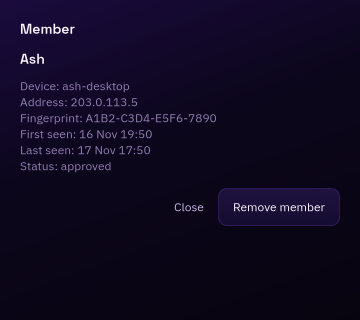 Member
Ash
Device: ash-desktop
Address: 203.0.113.5
Fingerprint: A1B2-C3D4-E5F6-7890
First seen: 16 Nov 19:50
Last seen: 17 Nov 17:50
Status: approved
Close
Remove member